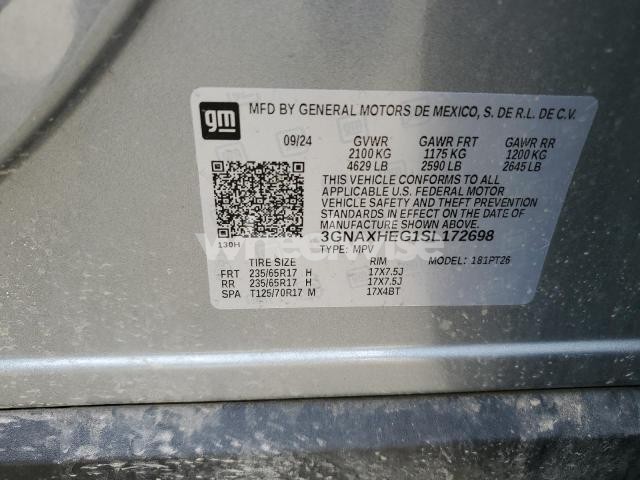 gm MFD BY GENERAL MOTORS DE MEXICO, S. DE R.L. DE C.V.
09/24 GVWR GAWR FRT GAWR RR
2100 KG 1175 KG 1200 KG
4629 LB 2590 LB 2645 LB
THIS VEHICLE CONFORMS TO ALL
APPLICABLE U.S. FEDERAL MOTOR
VEHICLE SAFETY AND THEFT PREVENTION
STANDARDS IN EFFECT ON THE DATE OF
MANUFACTURE SHOWN ABOVE.
3GNAXHEG1SL172698
130H TYPE: MPV MODEL: 181PT26
TIRE SIZE RIM
FRT 235/65R17 H 17X7.5J
RR 235/65R17 H 17X7.5J
SPA T125/70R17 M 17X4BT